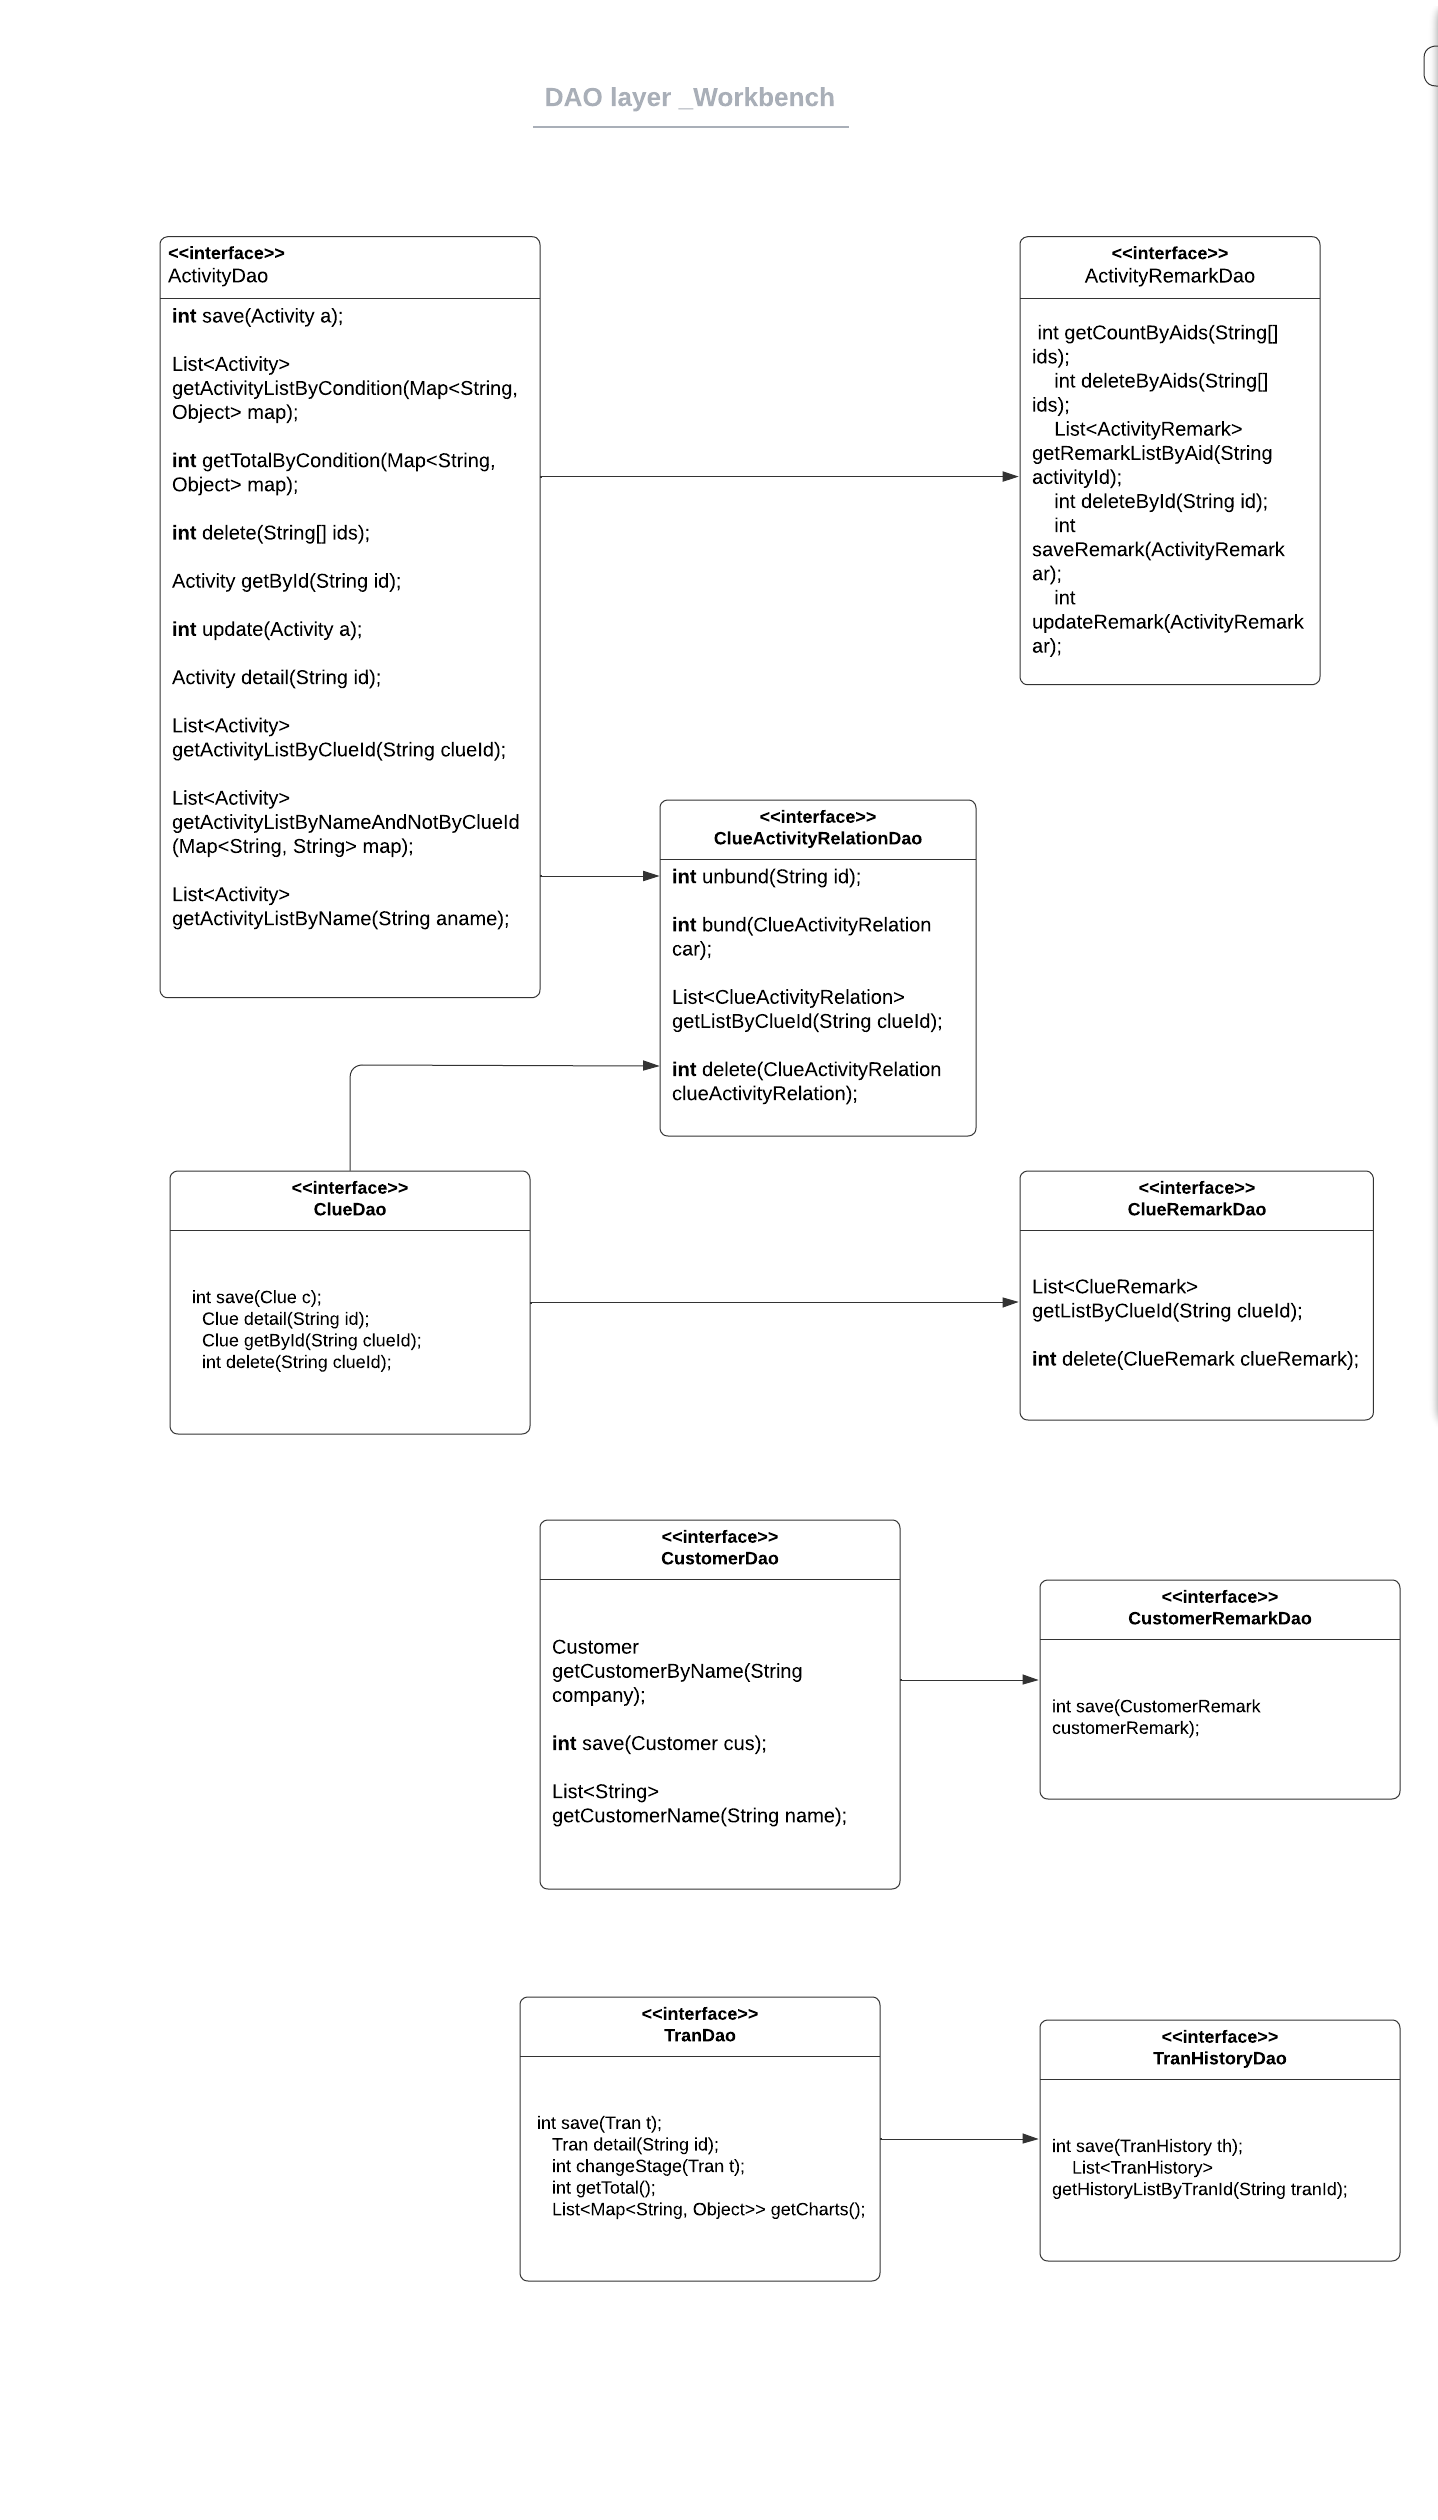 DAO layer _Workbench
<<interface>>
ActivityDao
int save(Activity a);
List<Activity>
getActivityListByCondition(Map<String,
Object> map);
int getTotalByCondition(Map<String,
Object> map);
int delete(String[] ids);
Activity getById(String id);
int update(Activity a);
Activity detail(String id);
List<Activity>
getActivityListByClueId(String clueId);
List<Activity>
getActivityListByNameAndNotByClueId
(Map<String, String> map);
List<Activity>
getActivityListByName(String aname);
<<interface>>
ActivityRemarkDao
int getCountByAids(String[]
ids);
int deleteByAids(String[]
ids);
List<ActivityRemark>
getRemarkListByAid(String
activityId);
int deleteById(String id);
int
saveRemark(ActivityRemark
ar);
int
updateRemark(ActivityRemark
ar);
<<interface>>
ClueActivityRelationDao
int unbund(String id);
int bund(ClueActivityRelation
car);
List<ClueActivityRelation>
getListByClueId(String clueId);
int delete(ClueActivityRelation
clueActivityRelation);
<<interface>>
ClueDao
int save(Clue c);
Clue detail(String id);
Clue getById(String clueId);
int delete(String clueId);
<<interface>>
ClueRemarkDao
List<ClueRemark>
getListByClueId(String clueId);
int delete(ClueRemark clueRemark);
<<interface>>
CustomerDao
Customer
getCustomerByName(String
company);
int save(Customer cus);
List<String>
getCustomerName(String name);
<<interface>>
CustomerRemarkDao
int save(CustomerRemark
customerRemark);
<<interface>>
TranDao
int save(Tran t);
Tran detail(String id);
int changeStage(Tran t);
int getTotal();
List<Map<String, Object>> getCharts();
<<interface>>
TranHistoryDao
int save(TranHistory th);
List<TranHistory>
getHistoryListByTranId(String tranId);